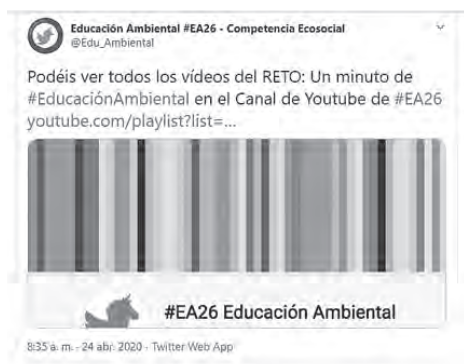 Educación Ambiental #EA26 - Competencia Ecosocial
@Edu_Ambiental
Podéis ver todos los vídeos del RETO: Un minuto de
#EducaciónAmbiental en el Canal de Youtube de #EA26
youtube.com/playlist?list=...
#EA26 Educación Ambiental
8:35 a. m. - 24 abr. 2020 - Twitter Web App